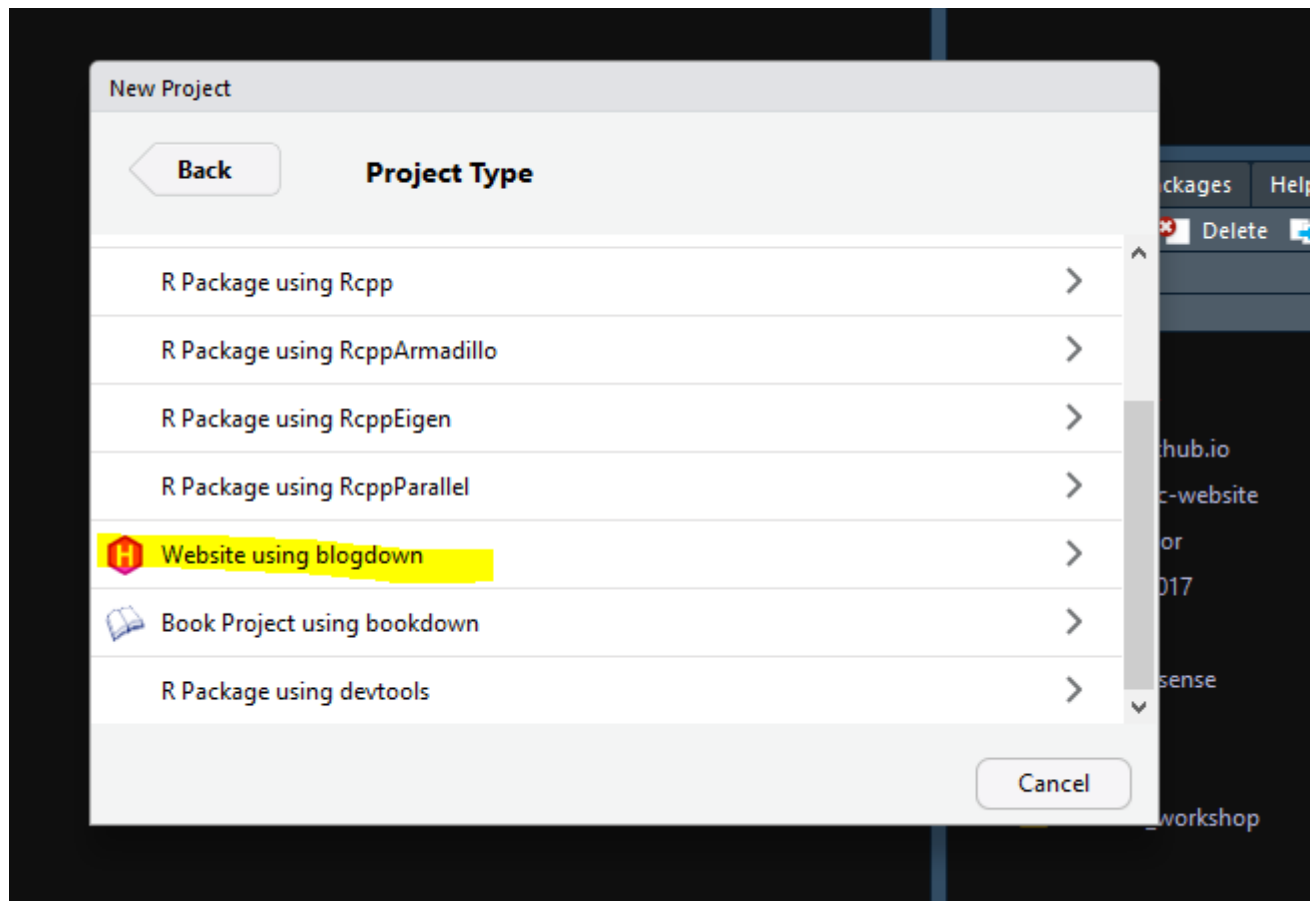 New Project
Back
Project Type
ckages Help
Delete
R Package using Rcpp
R Package using RcppArmadillo
R Package using RcppEigen
hub.io
R Package using RcppParallel
c-website
Website using blogdown
or
017
Book Project using bookdown
R Package using devtools
sense
Cancel
_workshop